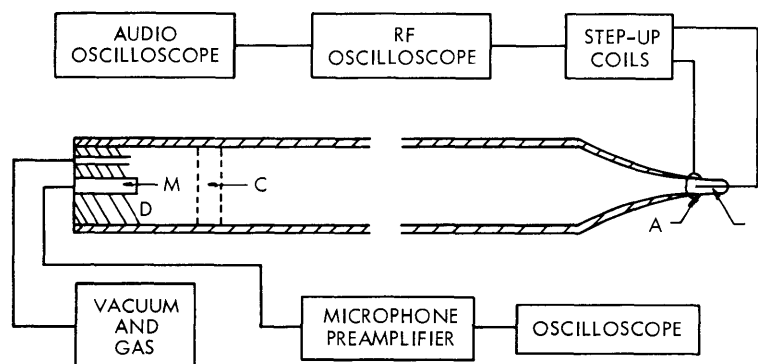 AUDIO
OSCILLOSCOPE
RF
OSCILLOSCOPE
STEP-UP
COILS
M
C
D
A
VACUUM
AND
GAS
MICROPHONE
PREAMPLIFIER
OSCILLOSCOPE